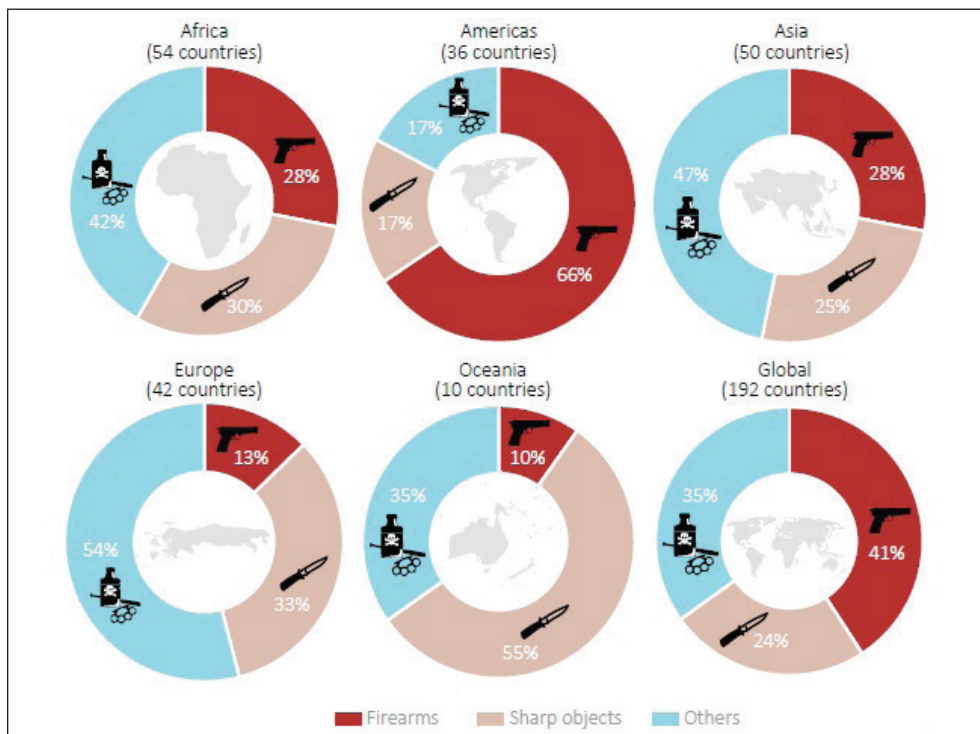 Africa
(54 countries)
28%
30%
42%
Americas
(36 countries)
66%
17%
17%
Asia
(50 countries)
28%
25%
47%
Europe
(42 countries)
13%
33%
54%
Oceania
(10 countries)
10%
55%
35%
Global
(192 countries)
41%
24%
35%
Firearms Sharp objects Others